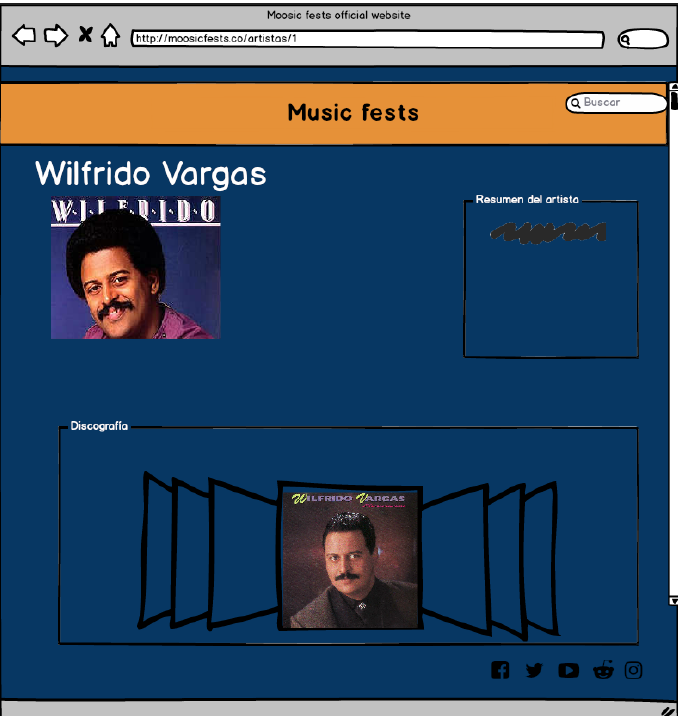 Moosic fests official website
http://moosicfests.co/artistas/1
Music fests
Buscar
Wilfrido Vargas
WILFRIDO
Resumen del artista
Discografía
WILFRIDO VARGAS